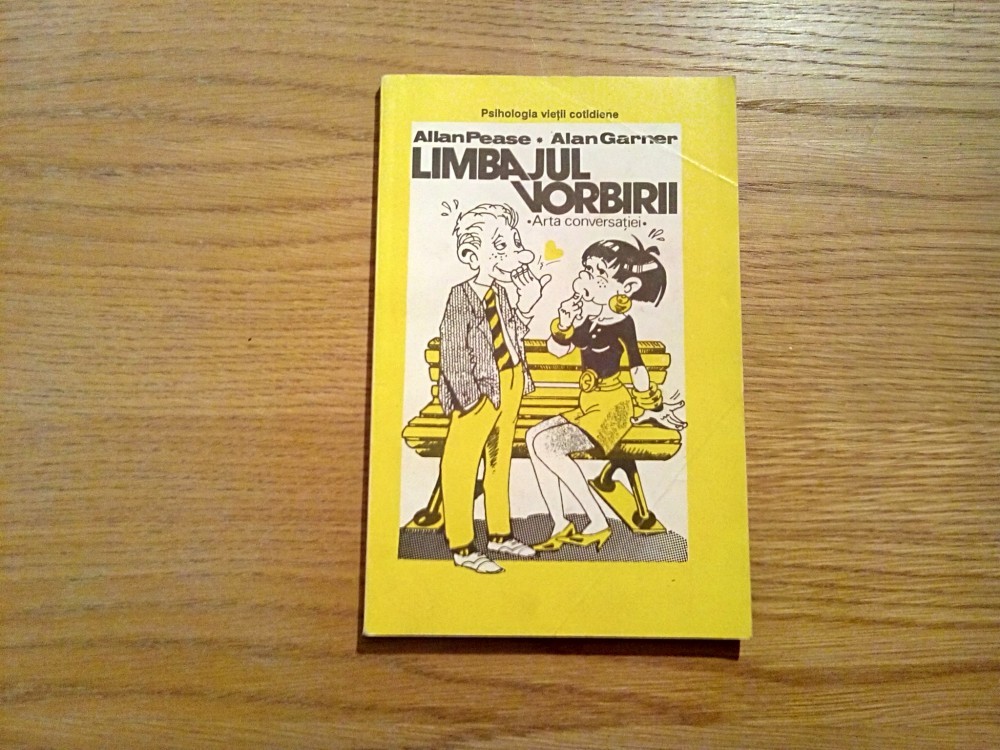 Psihologia vieții cotidiene
Allan Pease • Alan Garner
LIMBAJUL
VORBIRII
•Arta conversației•